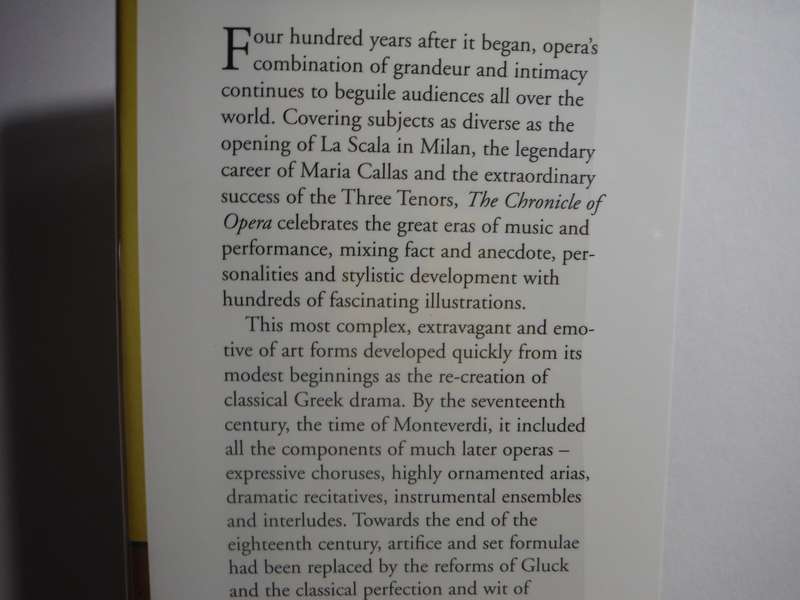 Four hundred years after it began, opera's
combination of grandeur and intimacy
continues to beguile audiences all over the
world. Covering subjects as diverse as the
opening of La Scala in Milan, the legendary
career of Maria Callas and the extraordinary
success of the Three Tenors, The Chronicle of
Opera celebrates the great eras of music and
performance, mixing fact and anecdote, per-
sonalities and stylistic development with
hundreds of fascinating illustrations.
This most complex, extravagant and emo-
tive of art forms developed quickly from its
modest beginnings as the re-creation of
classical Greek drama. By the seventeenth
century, the time of Monteverdi, it included
all the components of much later operas –
expressive choruses, highly ornamented arias,
dramatic recitatives, instrumental ensembles
and interludes. Towards the end of the
eighteenth century, artifice and set formulae
had been replaced by the reforms of Gluck
and the classical perfection and wit of